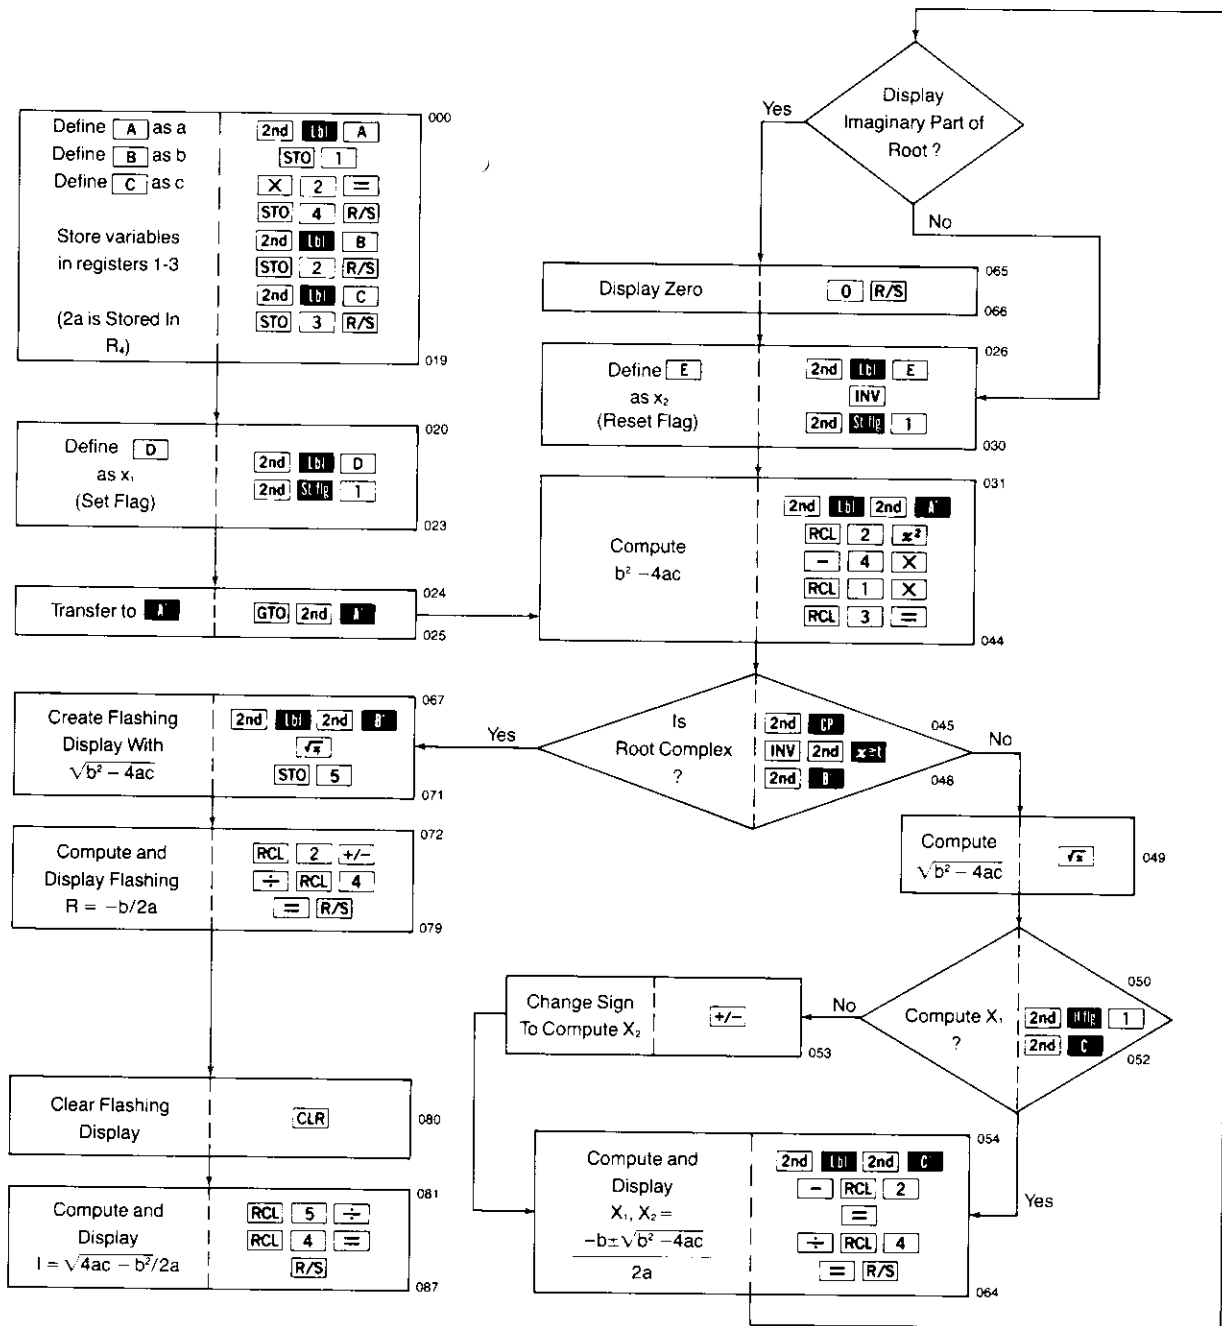 000
Define A as a
Define B as b
Define C as c
Store variables
in registers 1-3
(2a is Stored In
R₄)
2nd Lbl A
STO 1
× 2 =
STO 4 R/S
2nd Lbl B
STO 2 R/S
2nd Lbl C
STO 3 R/S
019
020
Define D
as x₁
(Set Flag)
2nd Lbl D
2nd St flg 1
023
024
Transfer to A'
GTO 2nd A'
025
Display
Imaginary Part of
Root ?
Yes
No
065
Display Zero
0 R/S
066
026
Define E
as x₂
(Reset Flag)
2nd Lbl E
INV
2nd St flg 1
030
031
Compute
b² − 4ac
2nd Lbl 2nd A'
RCL 2 x²
− 4 ×
RCL 1 ×
RCL 3 =
044
Is
Root Complex
?
045
2nd CP
INV 2nd x≥t
2nd B'
048
Yes
No
067
Create Flashing
Display With
√b² − 4ac
2nd Lbl 2nd B'
√x
STO 5
071
072
Compute and
Display Flashing
R = −b/2a
RCL 2 +/−
÷ RCL 4
= R/S
079
Clear Flashing
Display
CLR
080
081
Compute and
Display
I = √4ac − b²/2a
RCL 5 ÷
RCL 4 =
R/S
087
Compute
√b² − 4ac
√x
049
050
Compute X₁
?
2nd If flg 1
2nd C'
052
No
Yes
Change Sign
To Compute X₂
+/−
053
054
Compute and
Display
X₁, X₂ =
−b±√b² − 4ac
2a
2nd Lbl 2nd C'
− RCL 2
=
÷ RCL 4
= R/S
064